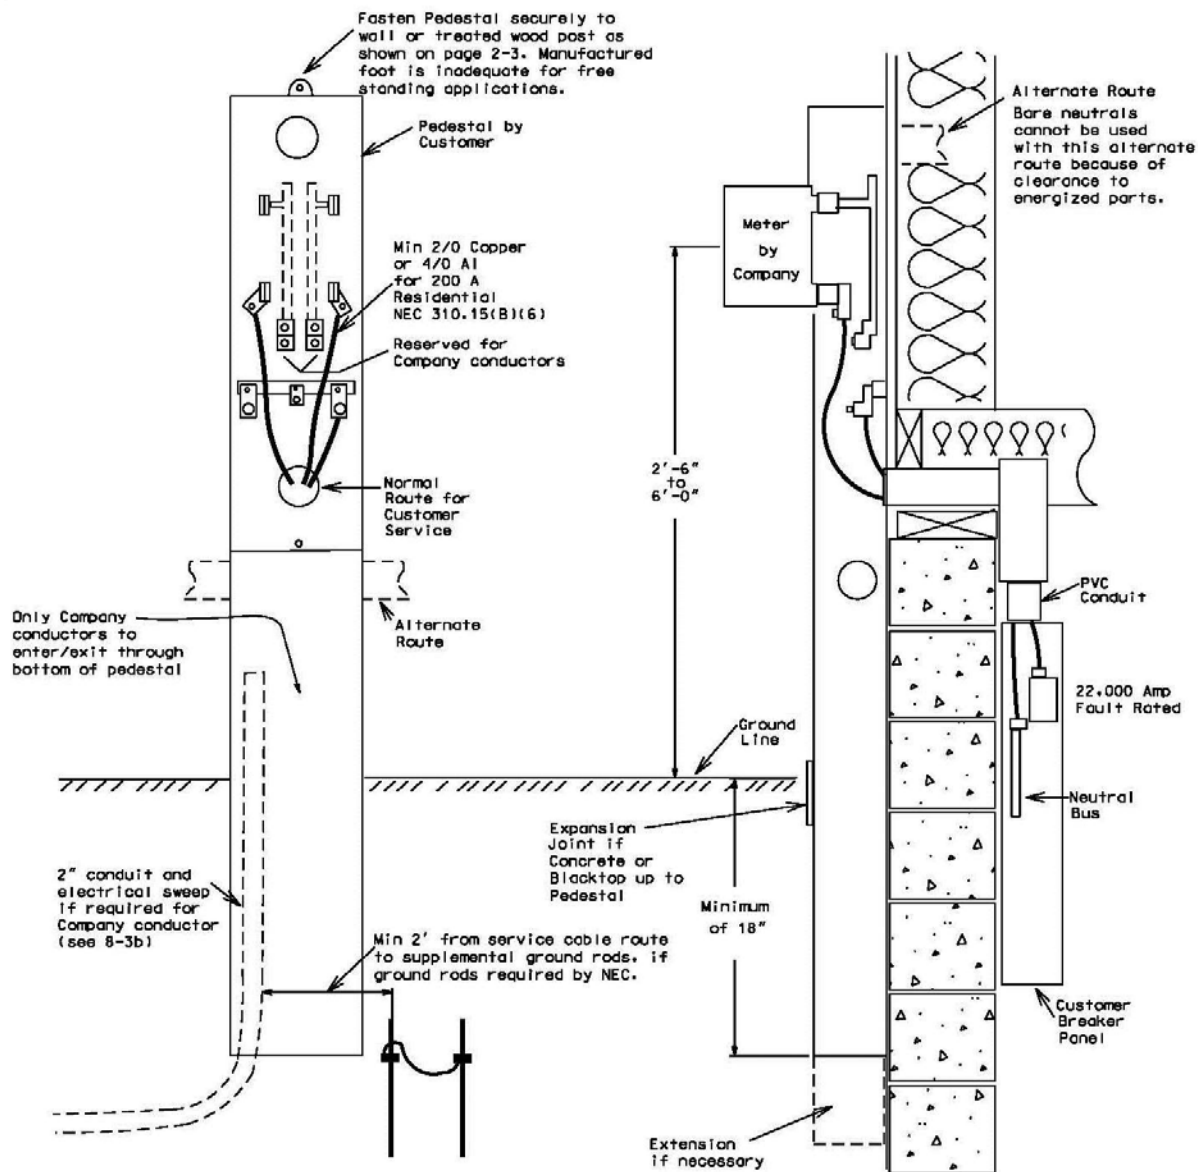 Fasten Pedestal securely to
wall or treated wood post as
shown on page 2-3. Manufactured
foot is inadequate for free
standing applications.
Pedestal by
Customer
Min 2/0 Copper
or 4/0 Al
for 200 A
Residential
NEC 310.15(B)(6)
Reserved for
Company conductors
Normal
Route for
Customer
Service
Only Company
conductors to
enter/exit through
bottom of pedestal
Alternate
Route
2" conduit and
electrical sweep
if required for
Company conductor
(see 8-3b)
Min 2' from service cable route
to supplemental ground rods, if
ground rods required by NEC.
Alternate Route
Bare neutrals
cannot be used
with this alternate
route because of
clearance to
energized parts.
Meter
by
Company
2'-6"
to
6'-0"
PVC
Conduit
22,000 Amp
Fault Rated
Ground
Line
Neutral
Bus
Expansion
Joint if
Concrete or
Blacktop up to
Pedestal
Minimum
of 18"
Customer
Breaker
Panel
Extension
if necessary